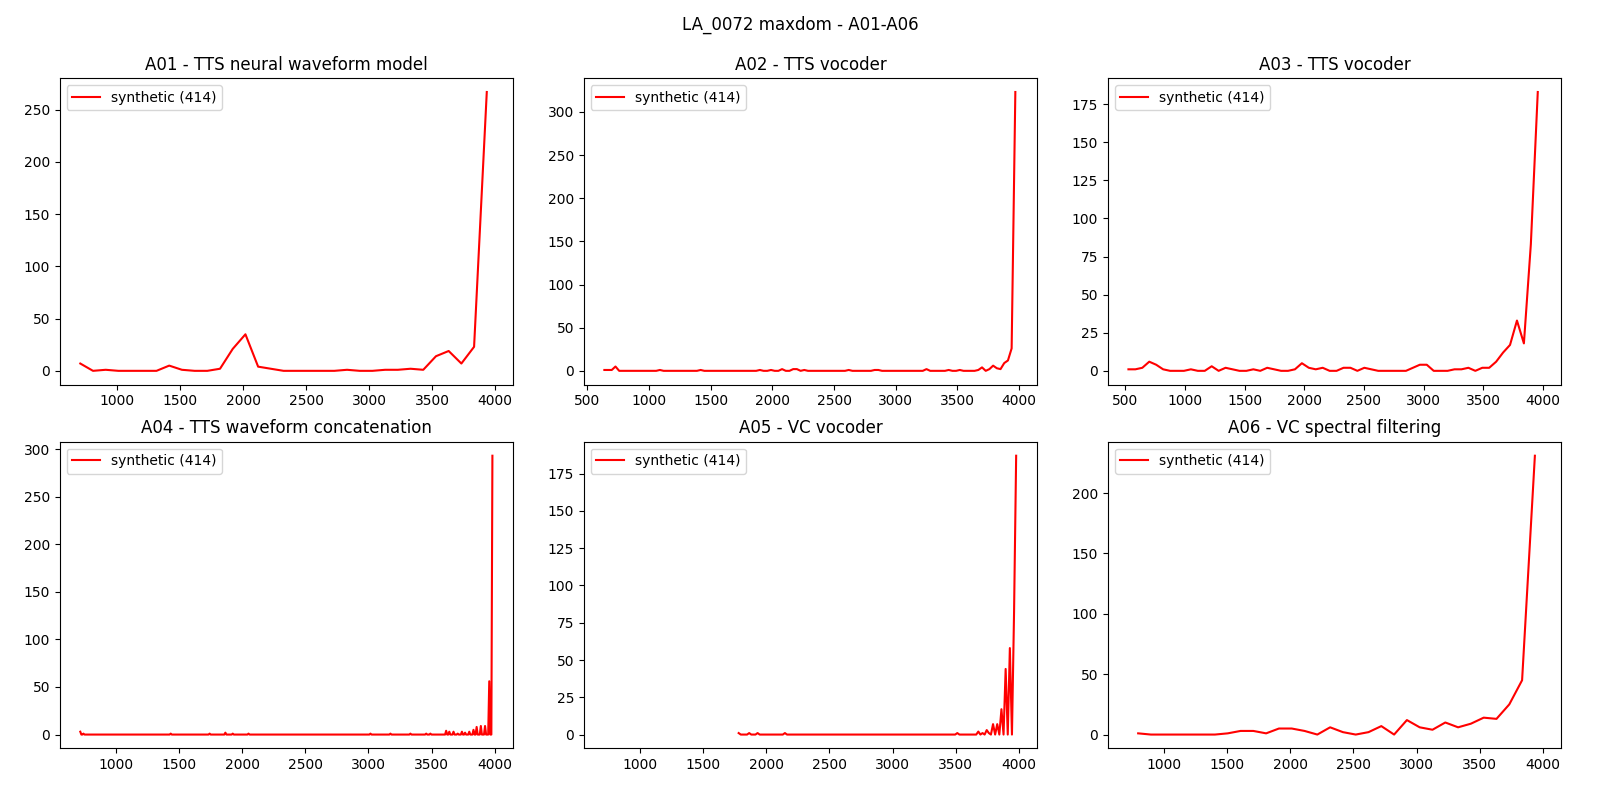 LA_0072 maxdom - A01-A06
A01 - TTS neural waveform model
synthetic (414)
250
200
150
100
50
0
1000 1500 2000 2500 3000 3500 4000
A02 - TTS vocoder
synthetic (414)
300
250
200
150
100
50
0
500 1000 1500 2000 2500 3000 3500 4000
A03 - TTS vocoder
synthetic (414)
175
150
125
100
75
50
25
0
500 1000 1500 2000 2500 3000 3500 4000
A04 - TTS waveform concatenation
synthetic (414)
300
250
200
150
100
50
0
1000 1500 2000 2500 3000 3500 4000
A05 - VC vocoder
synthetic (414)
175
150
125
100
75
50
25
0
1000 1500 2000 2500 3000 3500 4000
A06 - VC spectral filtering
synthetic (414)
200
150
100
50
0
1000 1500 2000 2500 3000 3500 4000